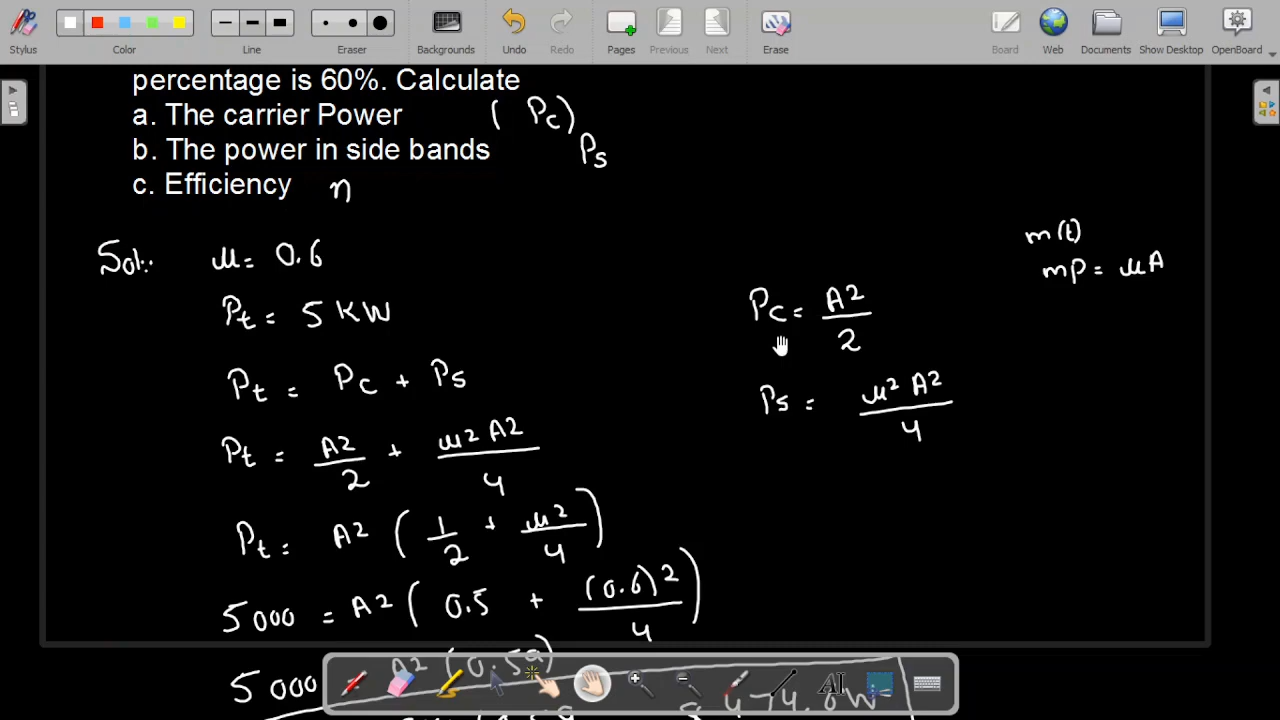 Stylus Color Line Eraser Backgrounds Undo Redo Pages Previous Next Erase Board Web Documents Show Desktop OpenBoard
percentage is 60%. Calculate
a. The carrier Power ( Pc)
b. The power in side bands Ps
c. Efficiency η
m(t)
Sol:. μ= 0.6
mp = μA
Pt = 5 KW
Pc = A2/2
Pt = Pc + Ps
Ps = μ2 A2/4
Pt = A2/2 + μ2 A2/4
Pt = A2 ( 1/2 + μ2/4 )
5000 = A2 ( 0.5 + (0.6)2/4 )
5000 A2 (0.59)